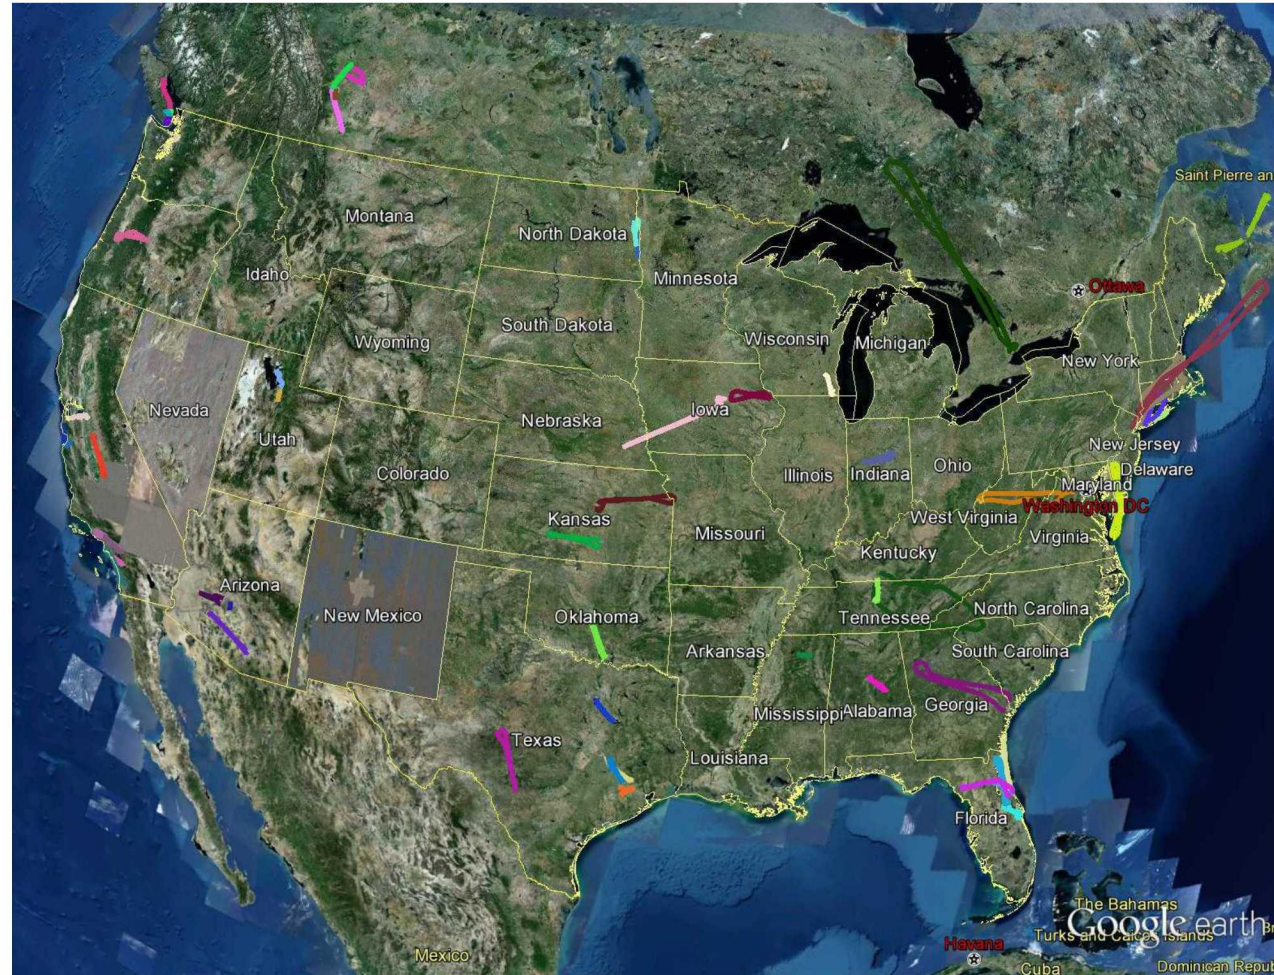 Saint Pierre an
Montana
North Dakota
Minnesota
Idaho
Ottawa
South Dakota
Wyoming
Wisconsin
Michigan
New York
Nevada
Iowa
Nebraska
Utah
New Jersey
Colorado
Illinois
Indiana
Ohio
Delaware
Maryland
Washington DC
Kansas
West Virginia
Missouri
Virginia
Kentucky
Arizona
New Mexico
Oklahoma
Tennessee
North Carolina
Arkansas
South Carolina
Mississippi
Alabama
Georgia
Texas
Louisiana
Florida
The Bahamas
Google earth
Turks and Caicos Islands
Havana
Mexico
Cuba
Dominican Repub